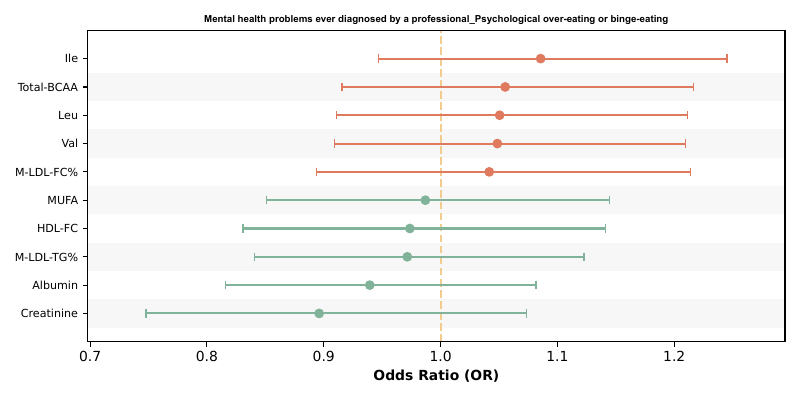 Mental health problems ever diagnosed by a professional_Psychological over-eating or binge-eating
Ile
Total-BCAA
Leu
Val
M-LDL-FC%
MUFA
HDL-FC
M-LDL-TG%
Albumin
Creatinine
0.7 0.8 0.9 1.0 1.1 1.2
Odds Ratio (OR)